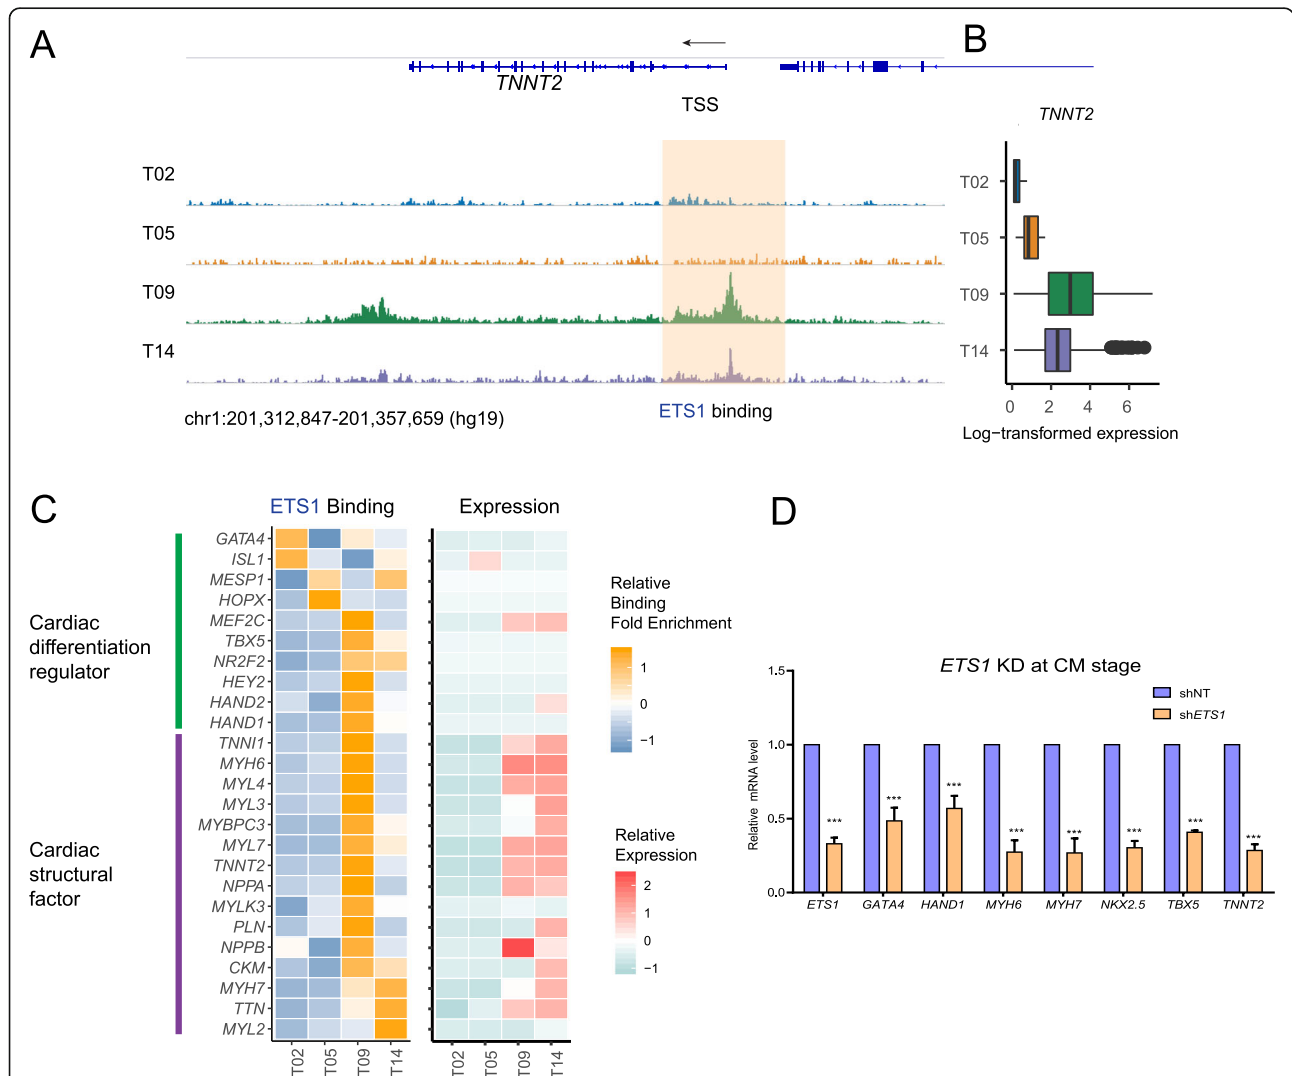 A
B
TNNT2
TSS
TNNT2
T02
T05
T09
T14
T02
T05
T09
T14
0 2 4 6
Log-transformed expression
chr1:201,312,847-201,357,659 (hg19)
ETS1 binding
C
ETS1 Binding
Expression
Cardiac
differentiation
regulator
GATA4
ISL1
MESP1
HOPX
MEF2C
TBX5
NR2F2
HEY2
HAND2
HAND1
Cardiac
structural
factor
TNNI1
MYH6
MYL4
MYL3
MYBPC3
MYL7
TNNT2
NPPA
MYLK3
PLN
NPPB
CKM
MYH7
TTN
MYL2
T02 T05 T09 T14
T02 T05 T09 T14
Relative
Binding
Fold Enrichment
1
0
−1
Relative
Expression
2
1
0
−1
D
ETS1 KD at CM stage
shNT
shETS1
Relative mRNA level
1.5
1.0
0.5
0.0
*** *** *** *** *** *** *** ***
ETS1 GATA4 HAND1 MYH6 MYH7 NKX2.5 TBX5 TNNT2